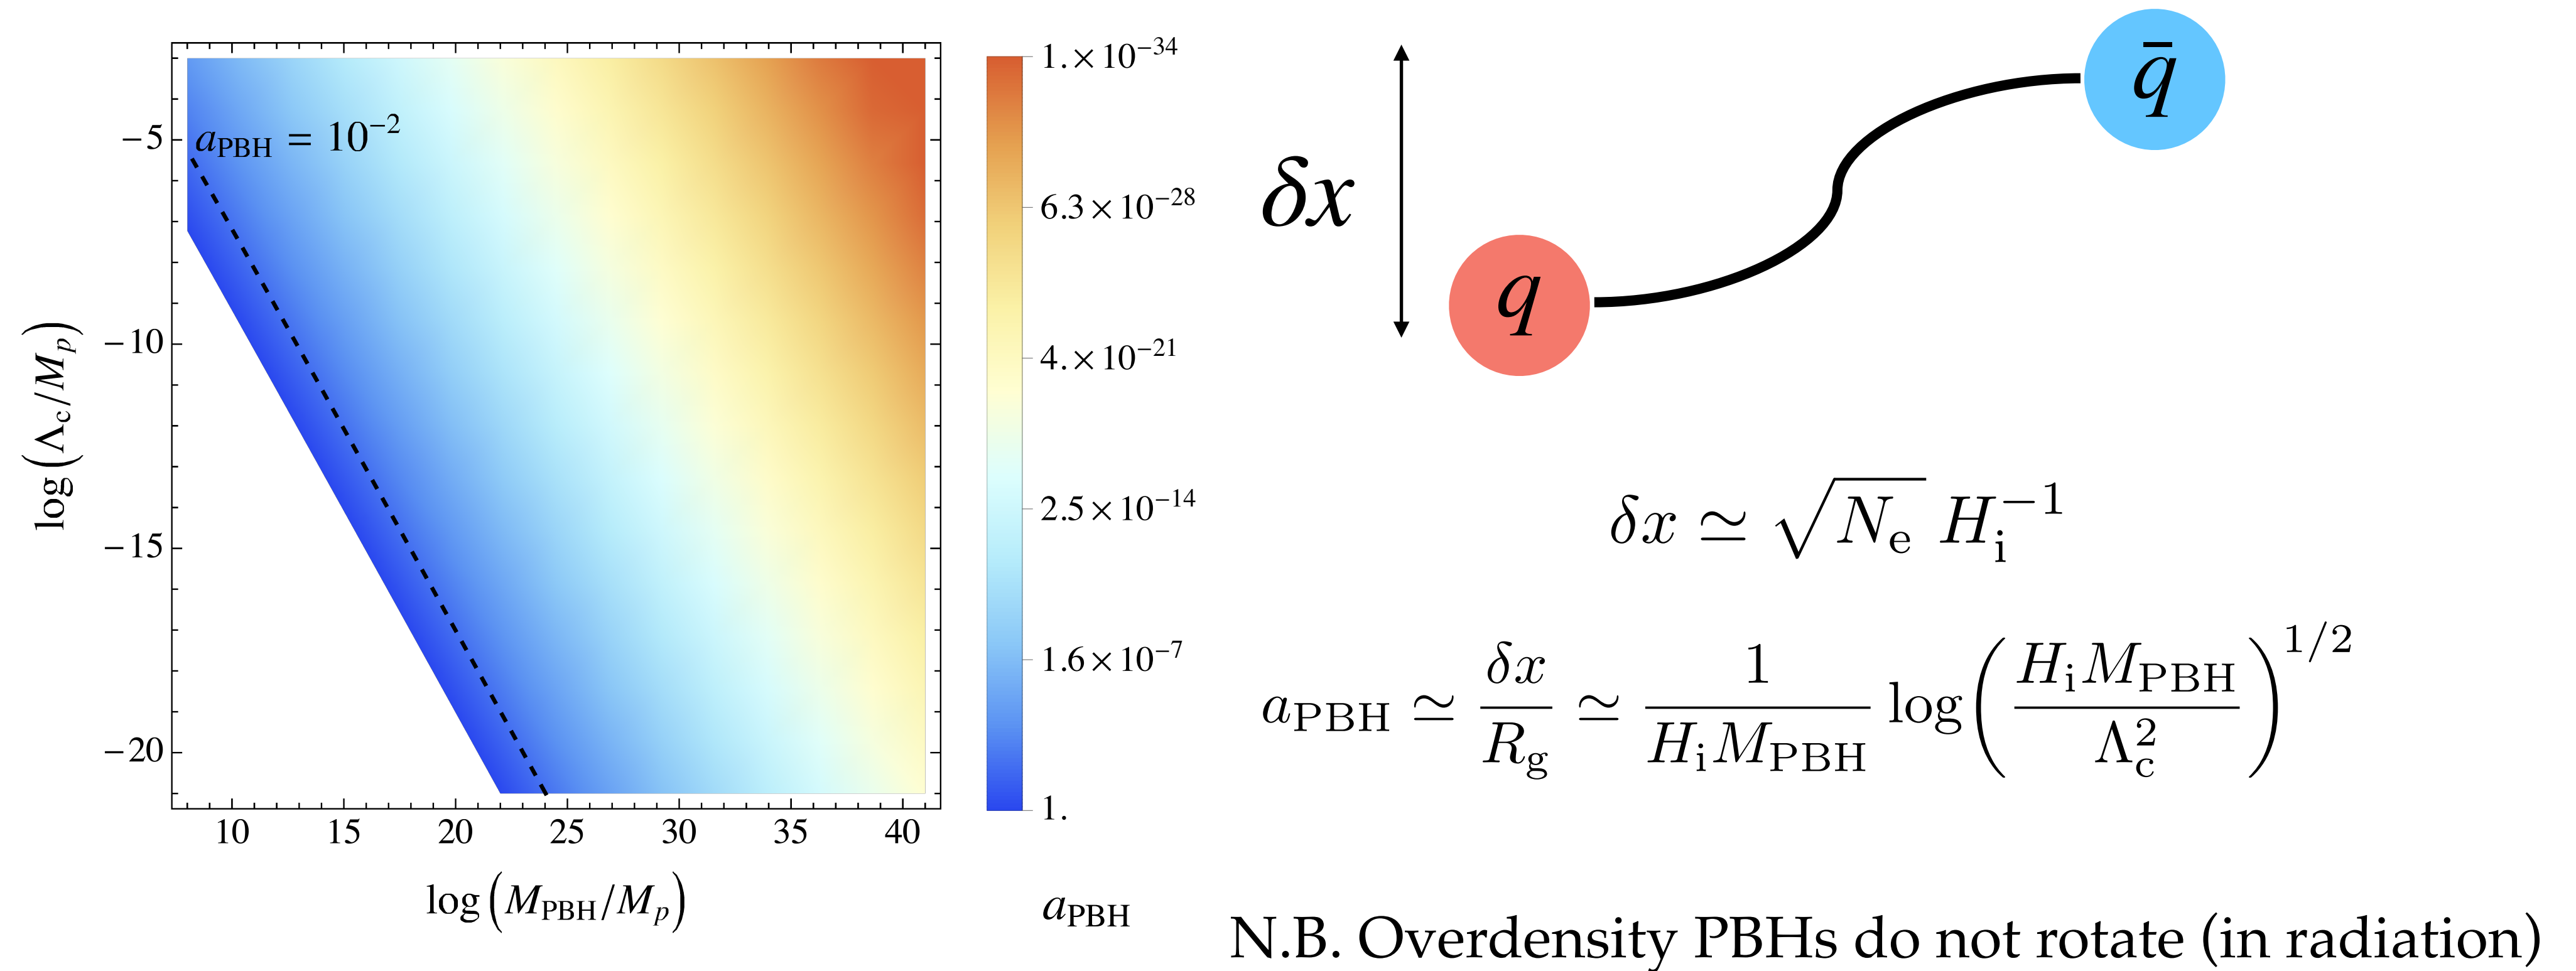 a_PBH = 10⁻²
log(Λ_c/M_p)
−5
−10
−15
−20
10 15 20 25 30 35 40
log(M_PBH/M_p)
1.×10⁻³⁴
6.3×10⁻²⁸
4.×10⁻²¹
2.5×10⁻¹⁴
1.6×10⁻⁷
1.
a_PBH
δx
q
q̄
δx ≃ √N_e H_i⁻¹
a_PBH ≃ δx/R_g ≃ 1/(H_i M_PBH) log(H_i M_PBH/Λ_c²)^{1/2}
N.B. Overdensity PBHs do not rotate (in radiation)